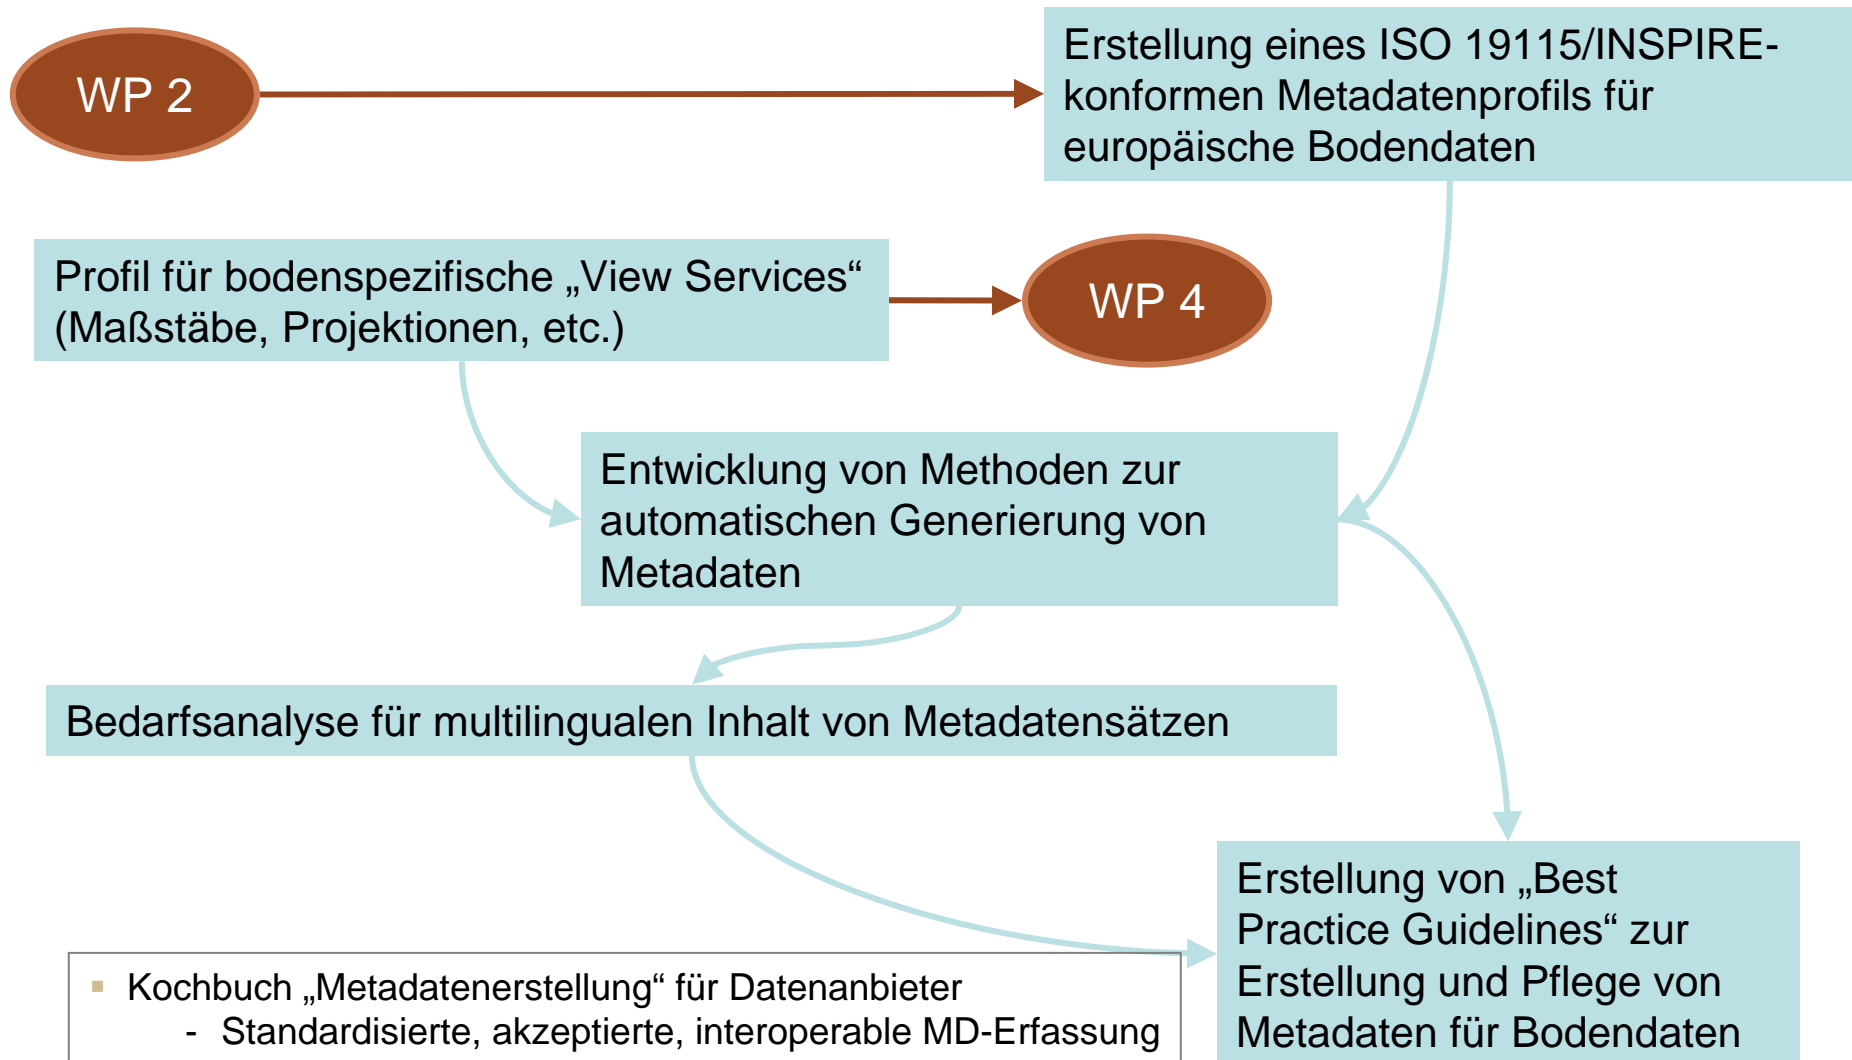 WP 2
Erstellung eines ISO 19115/INSPIRE-
konformen Metadatenprofils für
europäische Bodendaten
Profil für bodenspezifische „View Services“
(Maßstäbe, Projektionen, etc.)
WP 4
Entwicklung von Methoden zur
automatischen Generierung von
Metadaten
Bedarfsanalyse für multilingualen Inhalt von Metadatensätzen
Erstellung von „Best
Practice Guidelines“ zur
Erstellung und Pflege von
Metadaten für Bodendaten
▪ Kochbuch „Metadatenerstellung“ für Datenanbieter
- Standardisierte, akzeptierte, interoperable MD-Erfassung